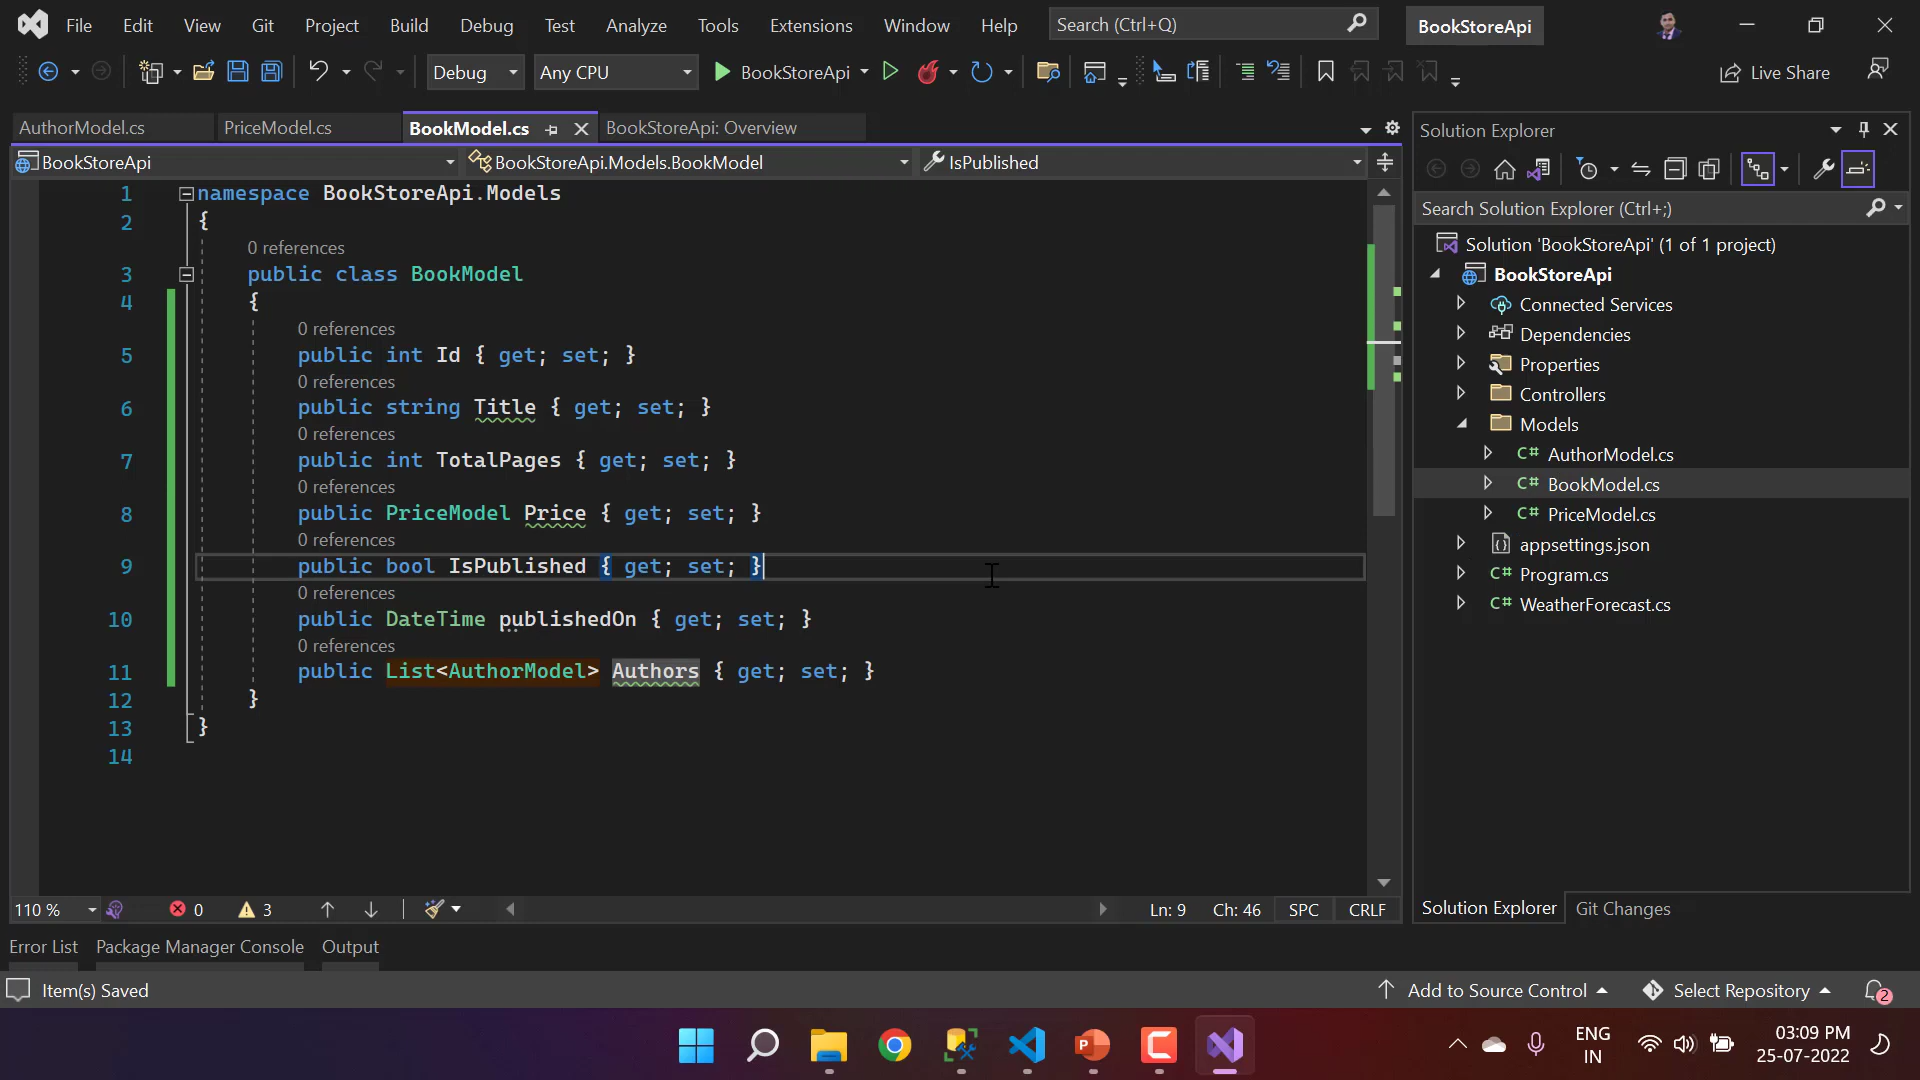 File Edit View Git Project Build Debug Test Analyze Tools Extensions Window Help Search (Ctrl+Q) BookStoreApi
Debug Any CPU BookStoreApi Live Share
AuthorModel.cs PriceModel.cs BookModel.cs BookStoreApi: Overview
BookStoreApi BookStoreApi.Models.BookModel IsPublished
1 namespace BookStoreApi.Models
2 {
0 references
3 public class BookModel
4 {
0 references
5 public int Id { get; set; }
0 references
6 public string Title { get; set; }
0 references
7 public int TotalPages { get; set; }
0 references
8 public PriceModel Price { get; set; }
0 references
9 public bool IsPublished { get; set; }
0 references
10 public DateTime publishedOn { get; set; }
0 references
11 public List<AuthorModel> Authors { get; set; }
12 }
13 }
14
110 % 0 3 Ln: 9 Ch: 46 SPC CRLF
Solution Explorer
Search Solution Explorer (Ctrl+;)
Solution 'BookStoreApi' (1 of 1 project)
BookStoreApi
Connected Services
Dependencies
Properties
Controllers
Models
C# AuthorModel.cs
C# BookModel.cs
C# PriceModel.cs
appsettings.json
C# Program.cs
C# WeatherForecast.cs
Solution Explorer Git Changes
Error List Package Manager Console Output
Item(s) Saved Add to Source Control Select Repository 2
P ENG
IN
03:09 PM
25-07-2022